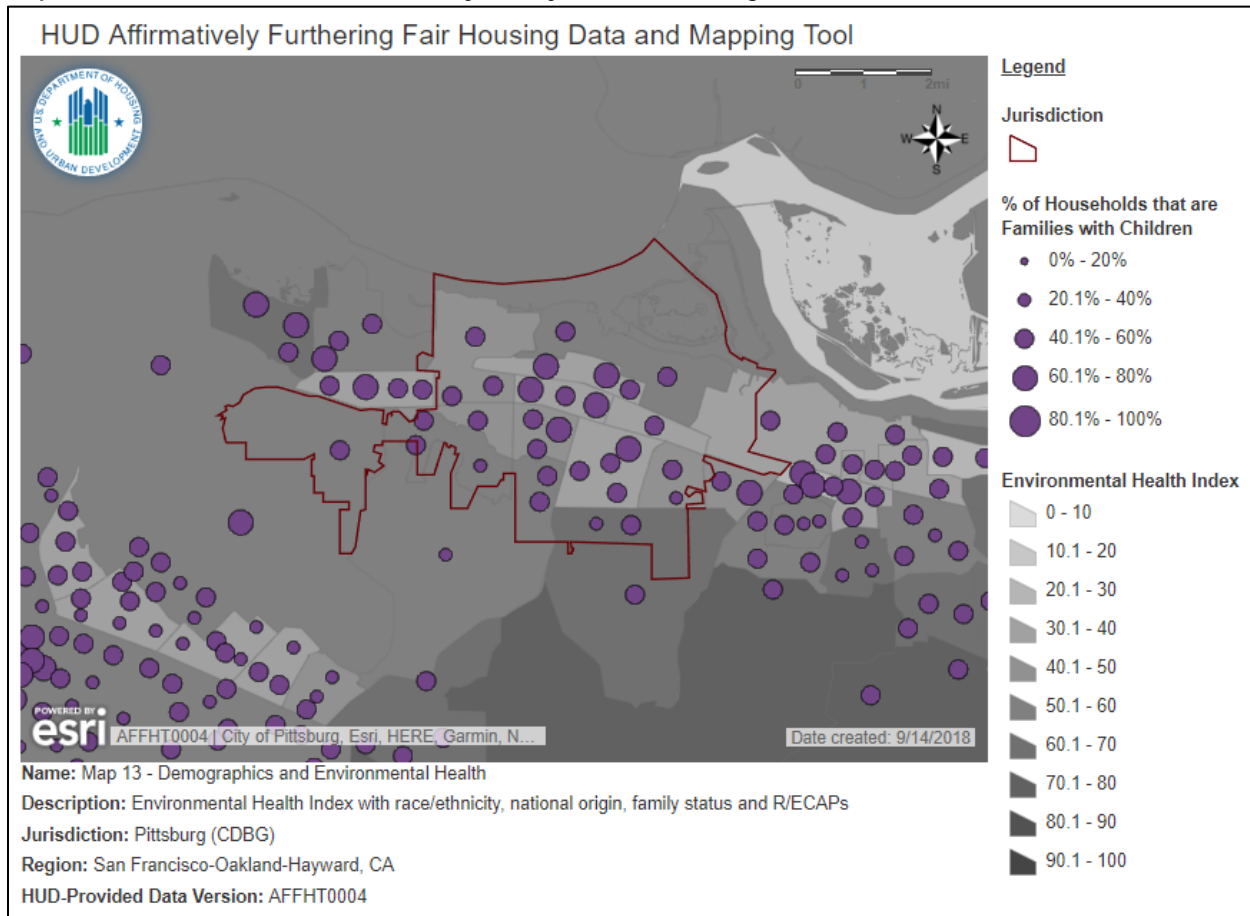 HUD Affirmatively Furthering Fair Housing Data and Mapping Tool
U.S. DEPARTMENT OF HOUSING AND URBAN DEVELOPMENT
0 1 2mi
N
W E
S
Legend
Jurisdiction
% of Households that are
Families with Children
0% - 20%
20.1% - 40%
40.1% - 60%
60.1% - 80%
80.1% - 100%
Environmental Health Index
0 - 10
10.1 - 20
20.1 - 30
30.1 - 40
40.1 - 50
50.1 - 60
60.1 - 70
70.1 - 80
80.1 - 90
90.1 - 100
POWERED BY
esri
AFFHT0004 | City of Pittsburg, Esri, HERE, Garmin, N...
Date created: 9/14/2018
Name: Map 13 - Demographics and Environmental Health
Description: Environmental Health Index with race/ethnicity, national origin, family status and R/ECAPs
Jurisdiction: Pittsburg (CDBG)
Region: San Francisco-Oakland-Hayward, CA
HUD-Provided Data Version: AFFHT0004